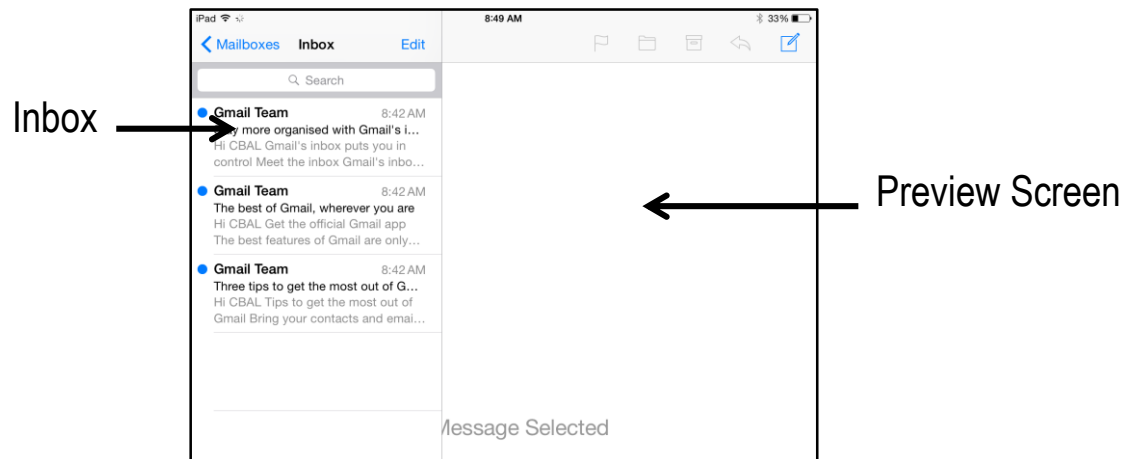 iPad 8:49 AM 33%
Mailboxes Inbox Edit
Search
Inbox
Gmail Team 8:42 AM
more organised with Gmail's i...
Hi CBAL Gmail's inbox puts you in
control Meet the inbox Gmail's inbo...
Preview Screen
Gmail Team 8:42 AM
The best of Gmail, wherever you are
Hi CBAL Get the official Gmail app
The best features of Gmail are only...
Gmail Team 8:42 AM
Three tips to get the most out of G...
Hi CBAL Tips to get the most out of
Gmail Bring your contacts and emai...
Message Selected